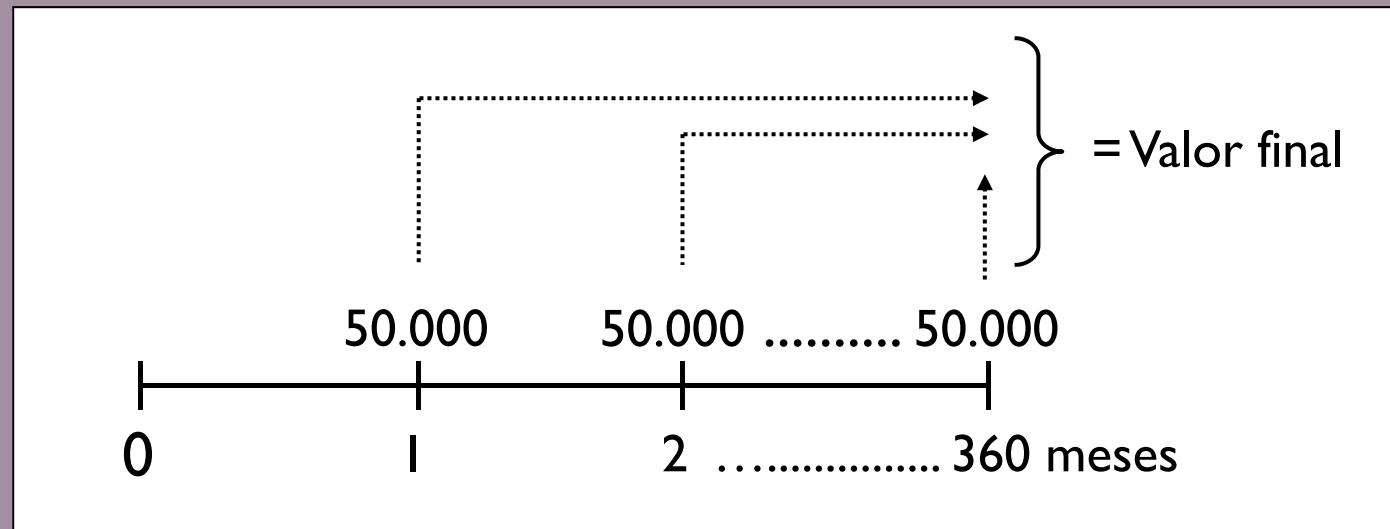 = Valor final
50.000 50.000 .......... 50.000
0 1 2 .................. 360 meses